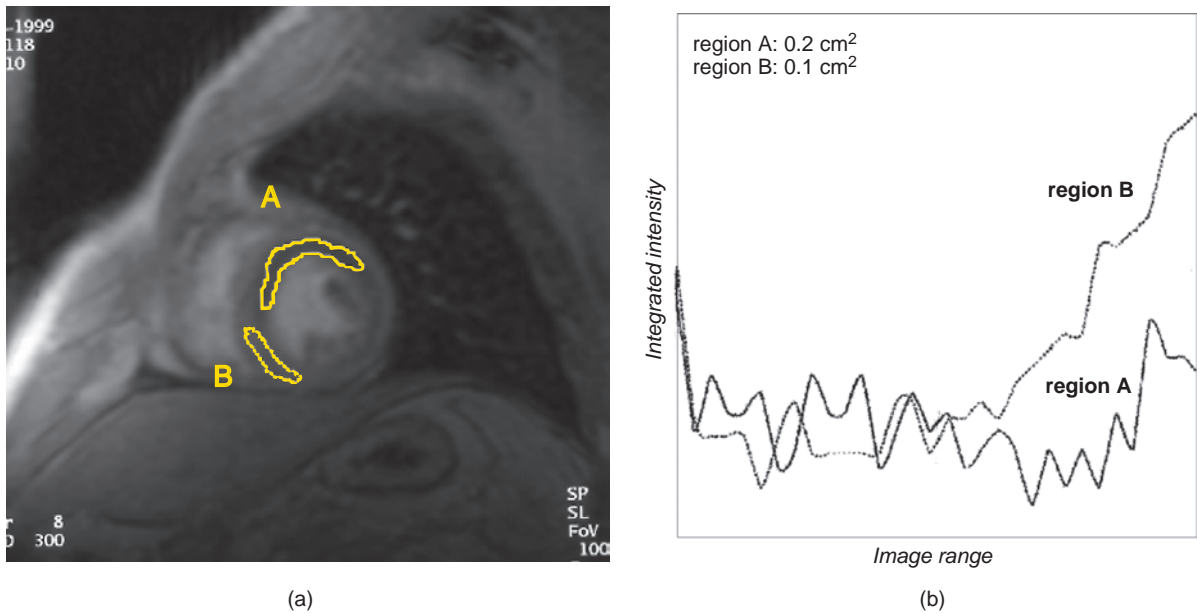 -1999
118
10
A
B
r 8
0 300
SP
SL
FoV
100
(a)
region A: 0.2 cm²
region B: 0.1 cm²
region B
region A
Integrated intensity
Image range
(b)